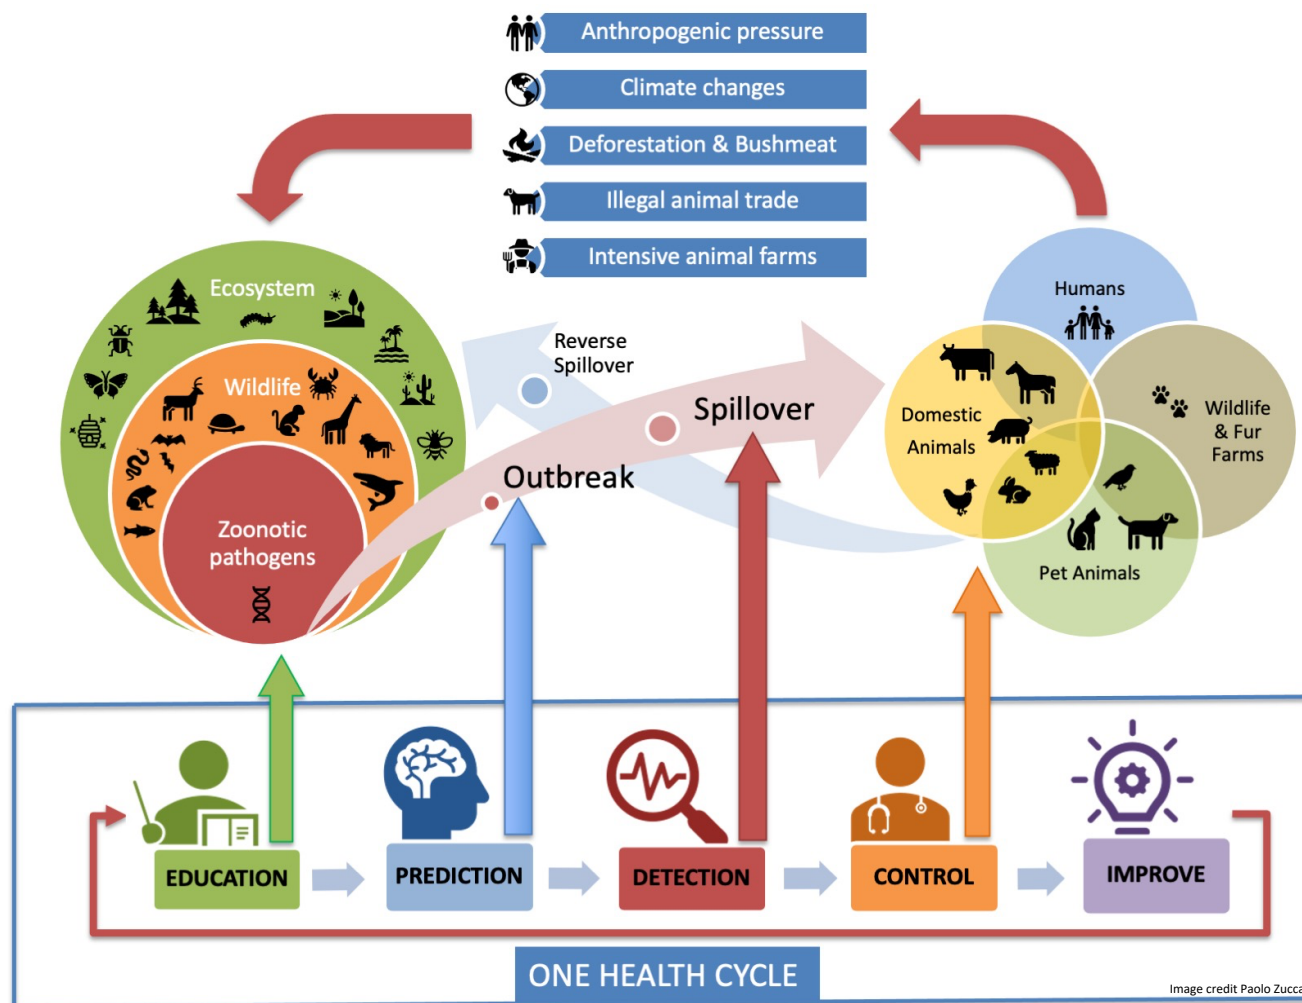 Anthropogenic pressure
Climate changes
Deforestation & Bushmeat
Illegal animal trade
Intensive animal farms
Ecosystem
Wildlife
Zoonotic
pathogens
Reverse
Spillover
Spillover
Outbreak
Humans
Domestic
Animals
Wildlife
& Fur
Farms
Pet Animals
EDUCATION
PREDICTION
DETECTION
CONTROL
IMPROVE
ONE HEALTH CYCLE
Image credit Paolo Zucca